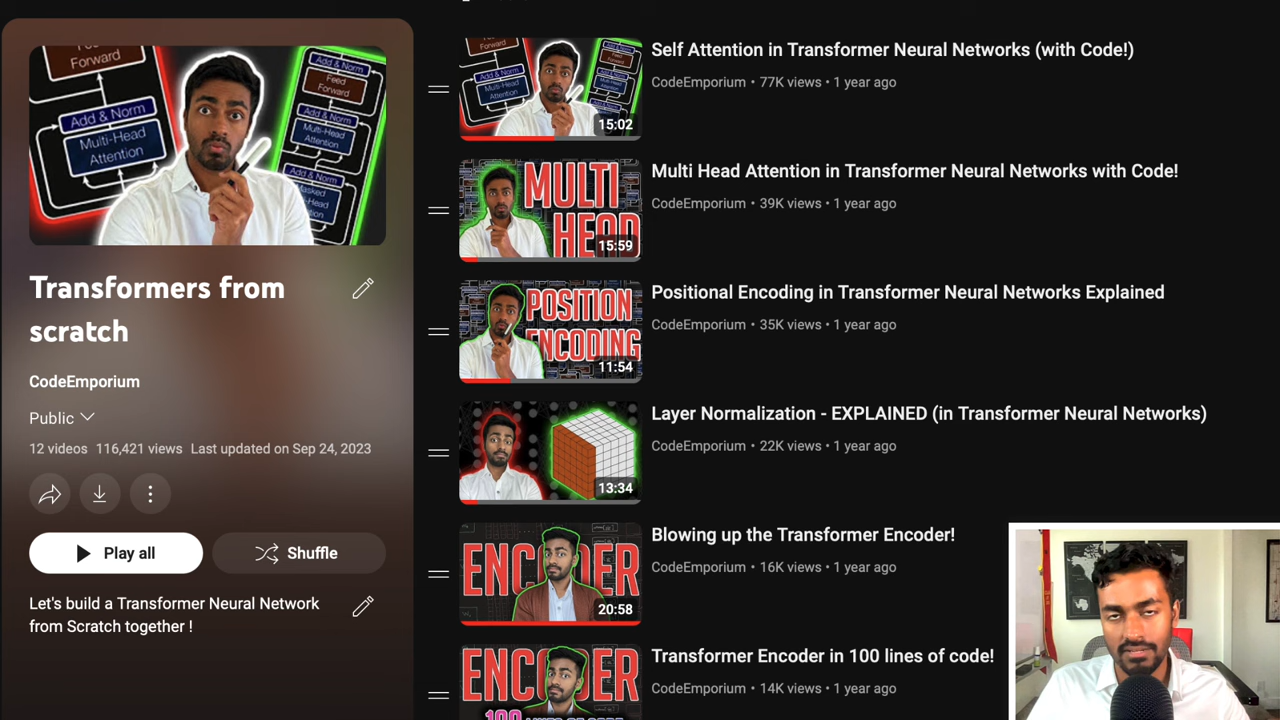 Forward
Add & Norm
Multi-Head
Attention
Add & Norm
Feed
Forward
Add & Norm
Multi-Head
Attention
Add & Norm
Masked
Transformers from
scratch
CodeEmporium
Public
12 videos 116,421 views Last updated on Sep 24, 2023
Play all
Shuffle
Let's build a Transformer Neural Network
from Scratch together !
15:02
Self Attention in Transformer Neural Networks (with Code!)
CodeEmporium • 77K views • 1 year ago
MULTI
HEAD
15:59
Multi Head Attention in Transformer Neural Networks with Code!
CodeEmporium • 39K views • 1 year ago
POSITION
ENCODING
11:54
Positional Encoding in Transformer Neural Networks Explained
CodeEmporium • 35K views • 1 year ago
13:34
Layer Normalization - EXPLAINED (in Transformer Neural Networks)
CodeEmporium • 22K views • 1 year ago
ENCODER
20:58
Blowing up the Transformer Encoder!
CodeEmporium • 16K views • 1 year ago
ENCODER
100
Transformer Encoder in 100 lines of code!
CodeEmporium • 14K views • 1 year ago